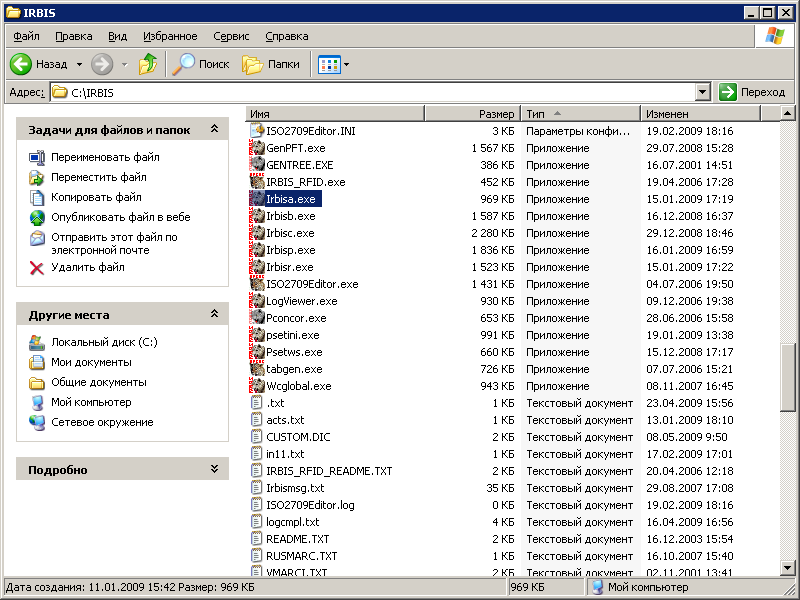 IRBIS
Файл Правка Вид Избранное Сервис Справка
Назад Поиск Папки
Адрес: C:\IRBIS Переход
Задачи для файлов и папок
Переименовать файл
Переместить файл
Копировать файл
Опубликовать файл в вебе
Отправить этот файл по
электронной почте
Удалить файл
Другие места
Локальный диск (C:)
Мои документы
Общие документы
Мой компьютер
Сетевое окружение
Подробно
Имя Размер Тип Изменен
ISO2709Editor.INI 3 КБ Параметры конфи... 19.02.2009 18:16
GenPFT.exe 1 567 КБ Приложение 29.07.2008 15:28
GENTREE.EXE 386 КБ Приложение 16.07.2001 14:51
IRBIS_RFID.exe 452 КБ Приложение 19.04.2006 17:28
Irbisa.exe 969 КБ Приложение 15.01.2009 17:19
Irbisb.exe 1 587 КБ Приложение 16.12.2008 16:37
Irbisc.exe 2 280 КБ Приложение 29.12.2008 18:46
Irbisp.exe 1 836 КБ Приложение 16.01.2009 16:59
Irbisr.exe 1 523 КБ Приложение 15.01.2009 17:22
ISO2709Editor.exe 1 431 КБ Приложение 04.07.2006 19:50
LogViewer.exe 930 КБ Приложение 09.12.2006 19:38
Pconcor.exe 653 КБ Приложение 28.06.2006 15:58
psetini.exe 991 КБ Приложение 19.01.2009 13:38
Psetws.exe 660 КБ Приложение 15.12.2008 17:17
tabgen.exe 726 КБ Приложение 07.07.2006 15:21
Wcglobal.exe 943 КБ Приложение 08.11.2007 16:45
.txt 1 КБ Текстовый документ 23.04.2009 15:56
acts.txt 1 КБ Текстовый документ 13.01.2009 18:10
CUSTOM.DIC 2 КБ Текстовый документ 08.05.2009 9:50
in11.txt 1 КБ Текстовый документ 17.02.2009 17:01
IRBIS_RFID_README.TXT 2 КБ Текстовый документ 20.04.2006 12:18
Irbismsg.txt 35 КБ Текстовый документ 29.08.2007 17:08
ISO2709Editor.log 0 КБ Текстовый документ 19.02.2009 18:16
logcmpl.txt 4 КБ Текстовый документ 16.04.2009 16:56
README.TXT 2 КБ Текстовый документ 16.12.2003 15:54
RUSMARC.TXT 1 КБ Текстовый документ 16.10.2007 15:40
VMARCI.TXT 2 КБ Текстовый документ 02.11.2001 13:41
Дата создания: 11.01.2009 15:42 Размер: 969 КБ 969 КБ Мой компьютер